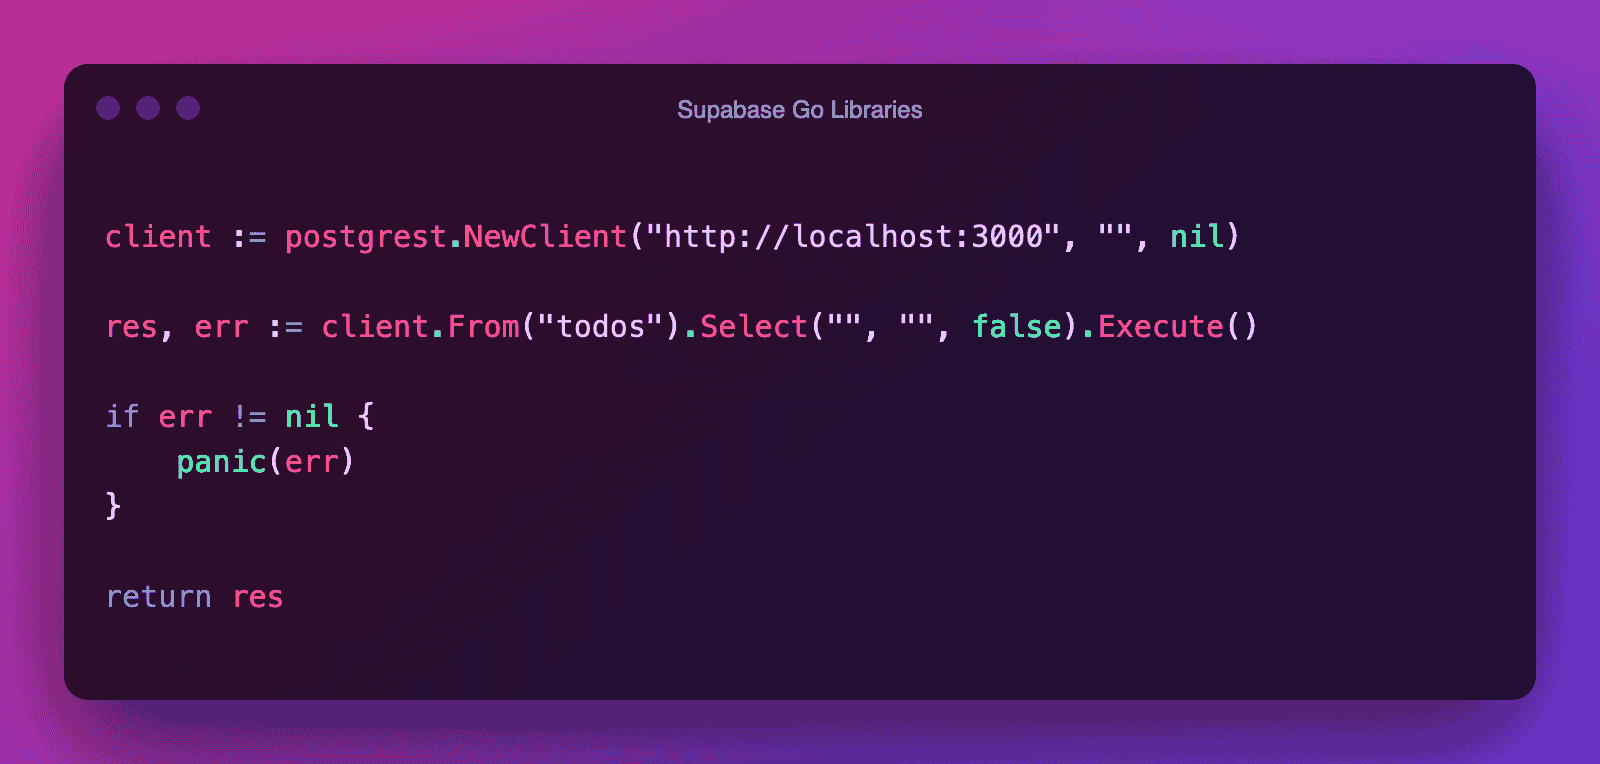 Supabase Go Libraries
client := postgrest.NewClient("http://localhost:3000", "", nil)
res, err := client.From("todos").Select("", "", false).Execute()
if err != nil {
    panic(err)
}
return res